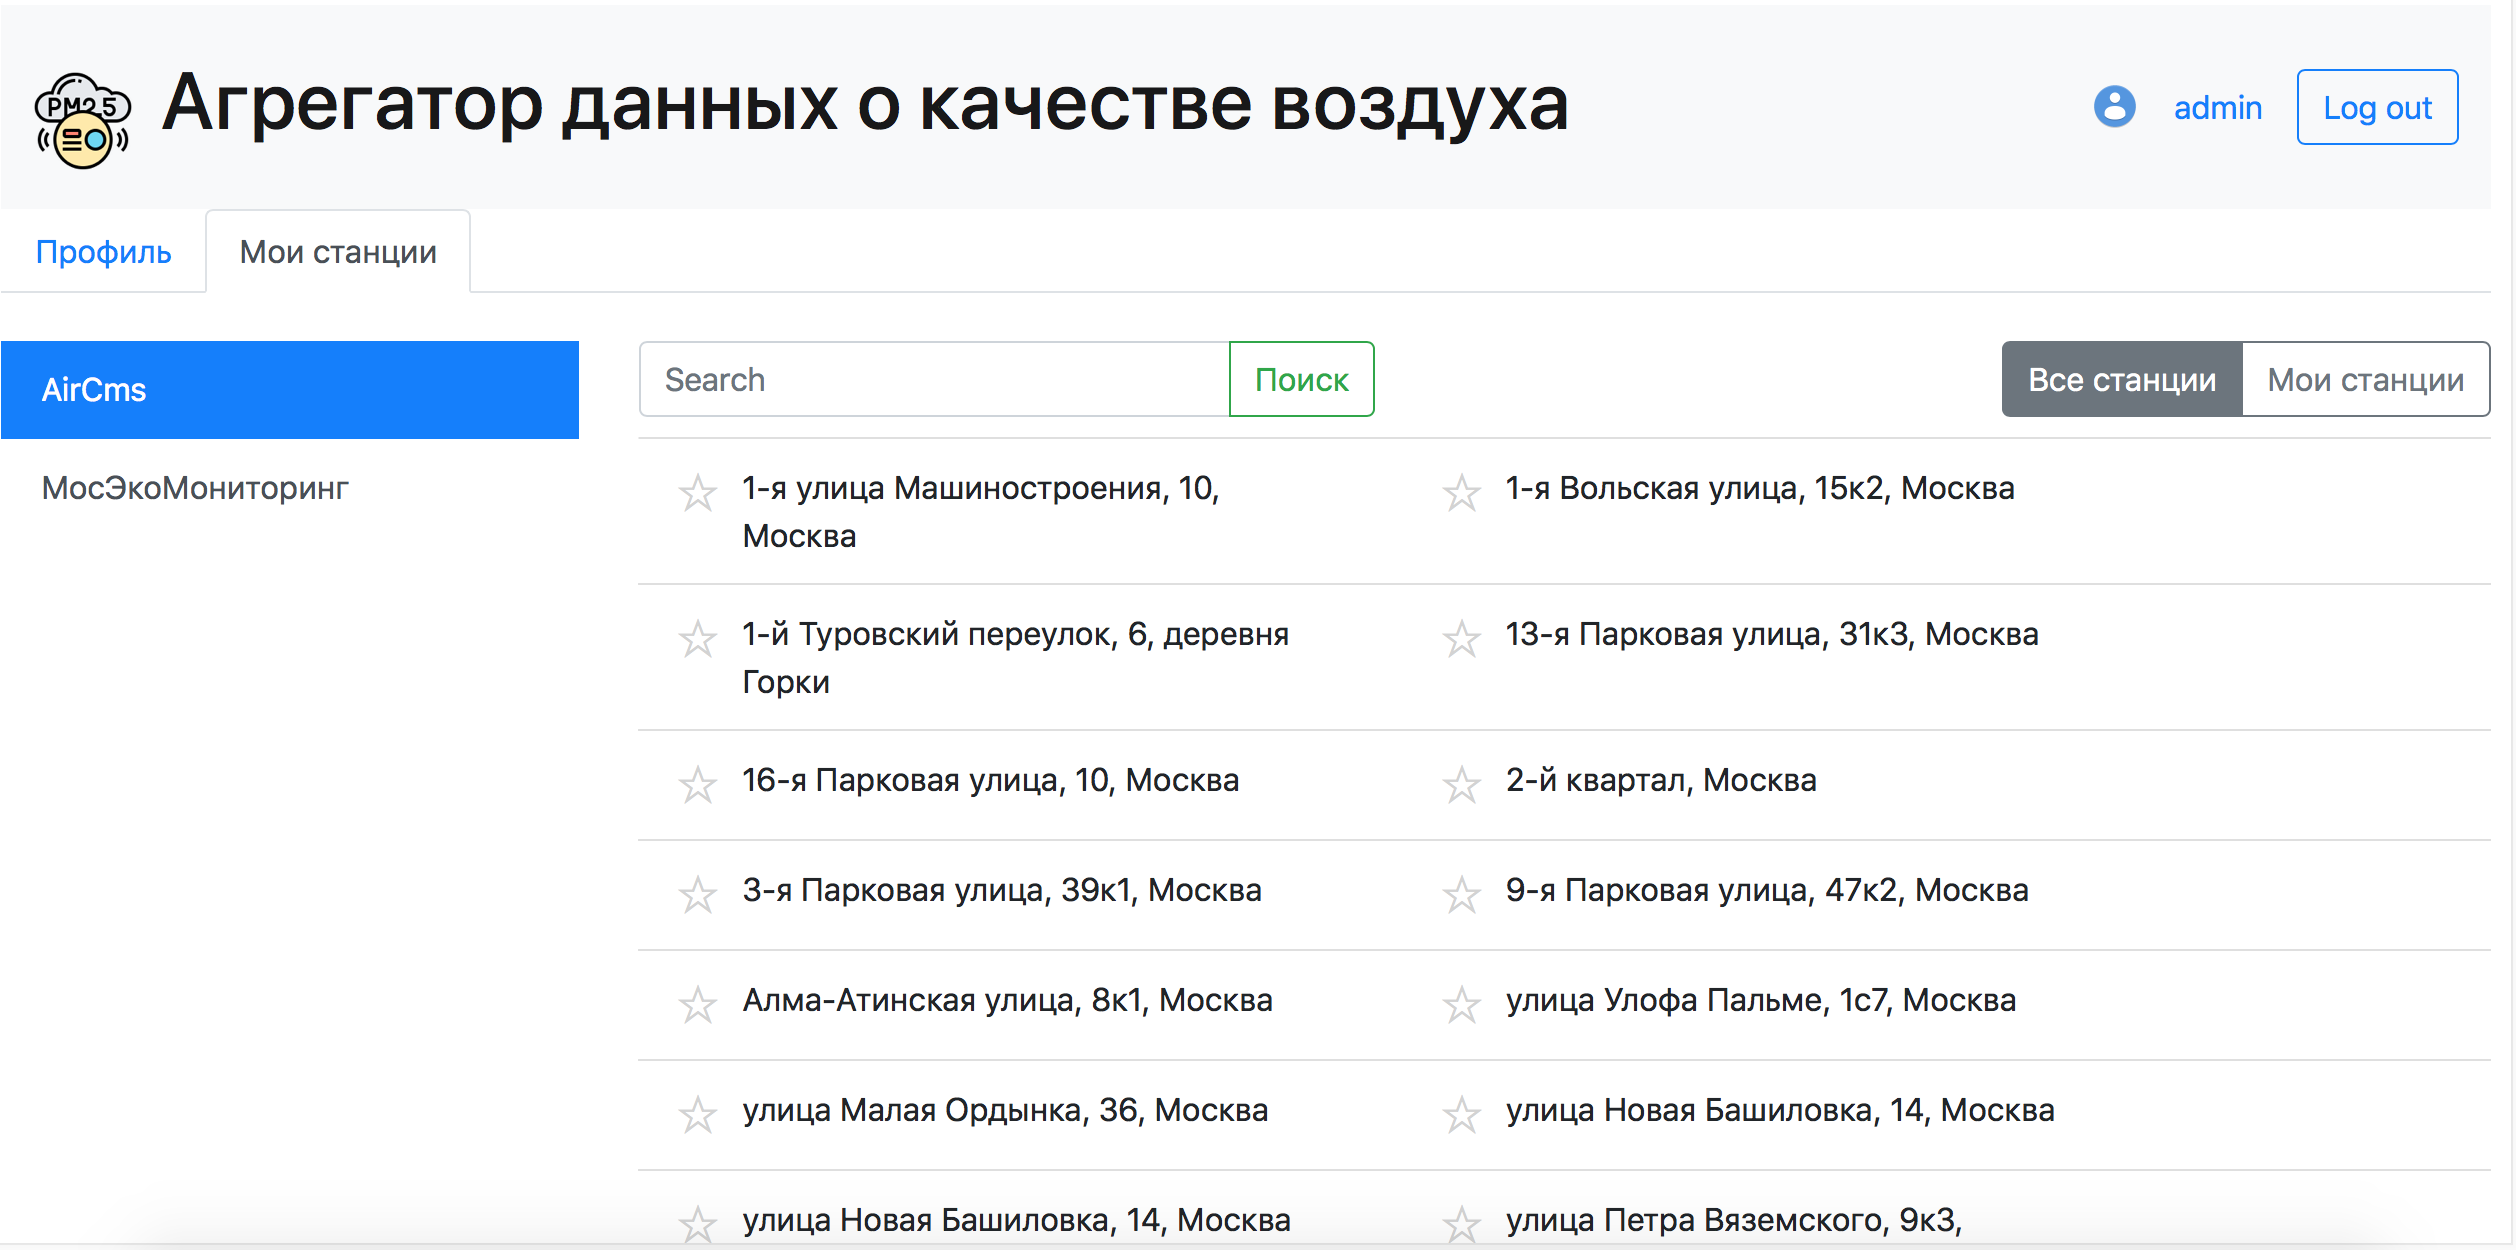 PM2.5
Агрегатор данных о качестве воздуха
admin
Log out
Профиль
Мои станции
AirCms
МосЭкоМониторинг
Search
Поиск
Все станции
Мои станции
1-я улица Машиностроения, 10,
Москва
1-я Вольская улица, 15к2, Москва
1-й Туровский переулок, 6, деревня
Горки
13-я Парковая улица, 31к3, Москва
16-я Парковая улица, 10, Москва
2-й квартал, Москва
3-я Парковая улица, 39к1, Москва
9-я Парковая улица, 47к2, Москва
Алма-Атинская улица, 8к1, Москва
улица Улофа Пальме, 1с7, Москва
улица Малая Ордынка, 36, Москва
улица Новая Башиловка, 14, Москва
улица Новая Башиловка, 14, Москва
улица Петра Вяземского, 9к3,